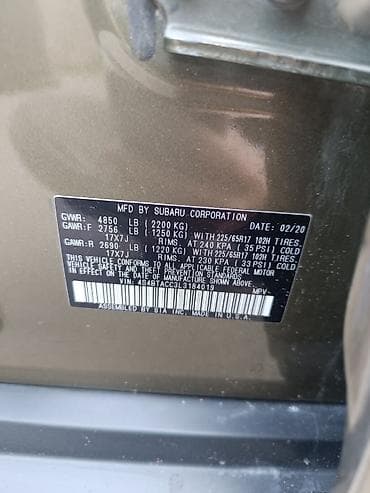 MFD BY SUBARU CORPORATION DATE: 02/20
GVWR: 4850 LB (2200 KG)
GAWR:F 2756 LB (1250 KG) WITH 225/65R17 102H TIRES,
17X7J RIMS, AT 240 KPA (35 PSI) COLD
GAWR:R 2690 LB (1220 KG) WITH 225/65R17 102H TIRES,
17X7J RIMS, AT 230 KPA (33 PSI) COLD
THIS VEHICLE CONFORMS TO ALL APPLICABLE FEDERAL MOTOR
VEHICLE SAFETY AND THEFT PREVENTION STANDARDS
IN EFFECT ON THE DATE OF MANUFACTURE SHOWN ABOVE.
VIN: 4S4BTACC3L3184019 MPV
ASSEMBLED BY SIA INC. MADE IN U.S.A.